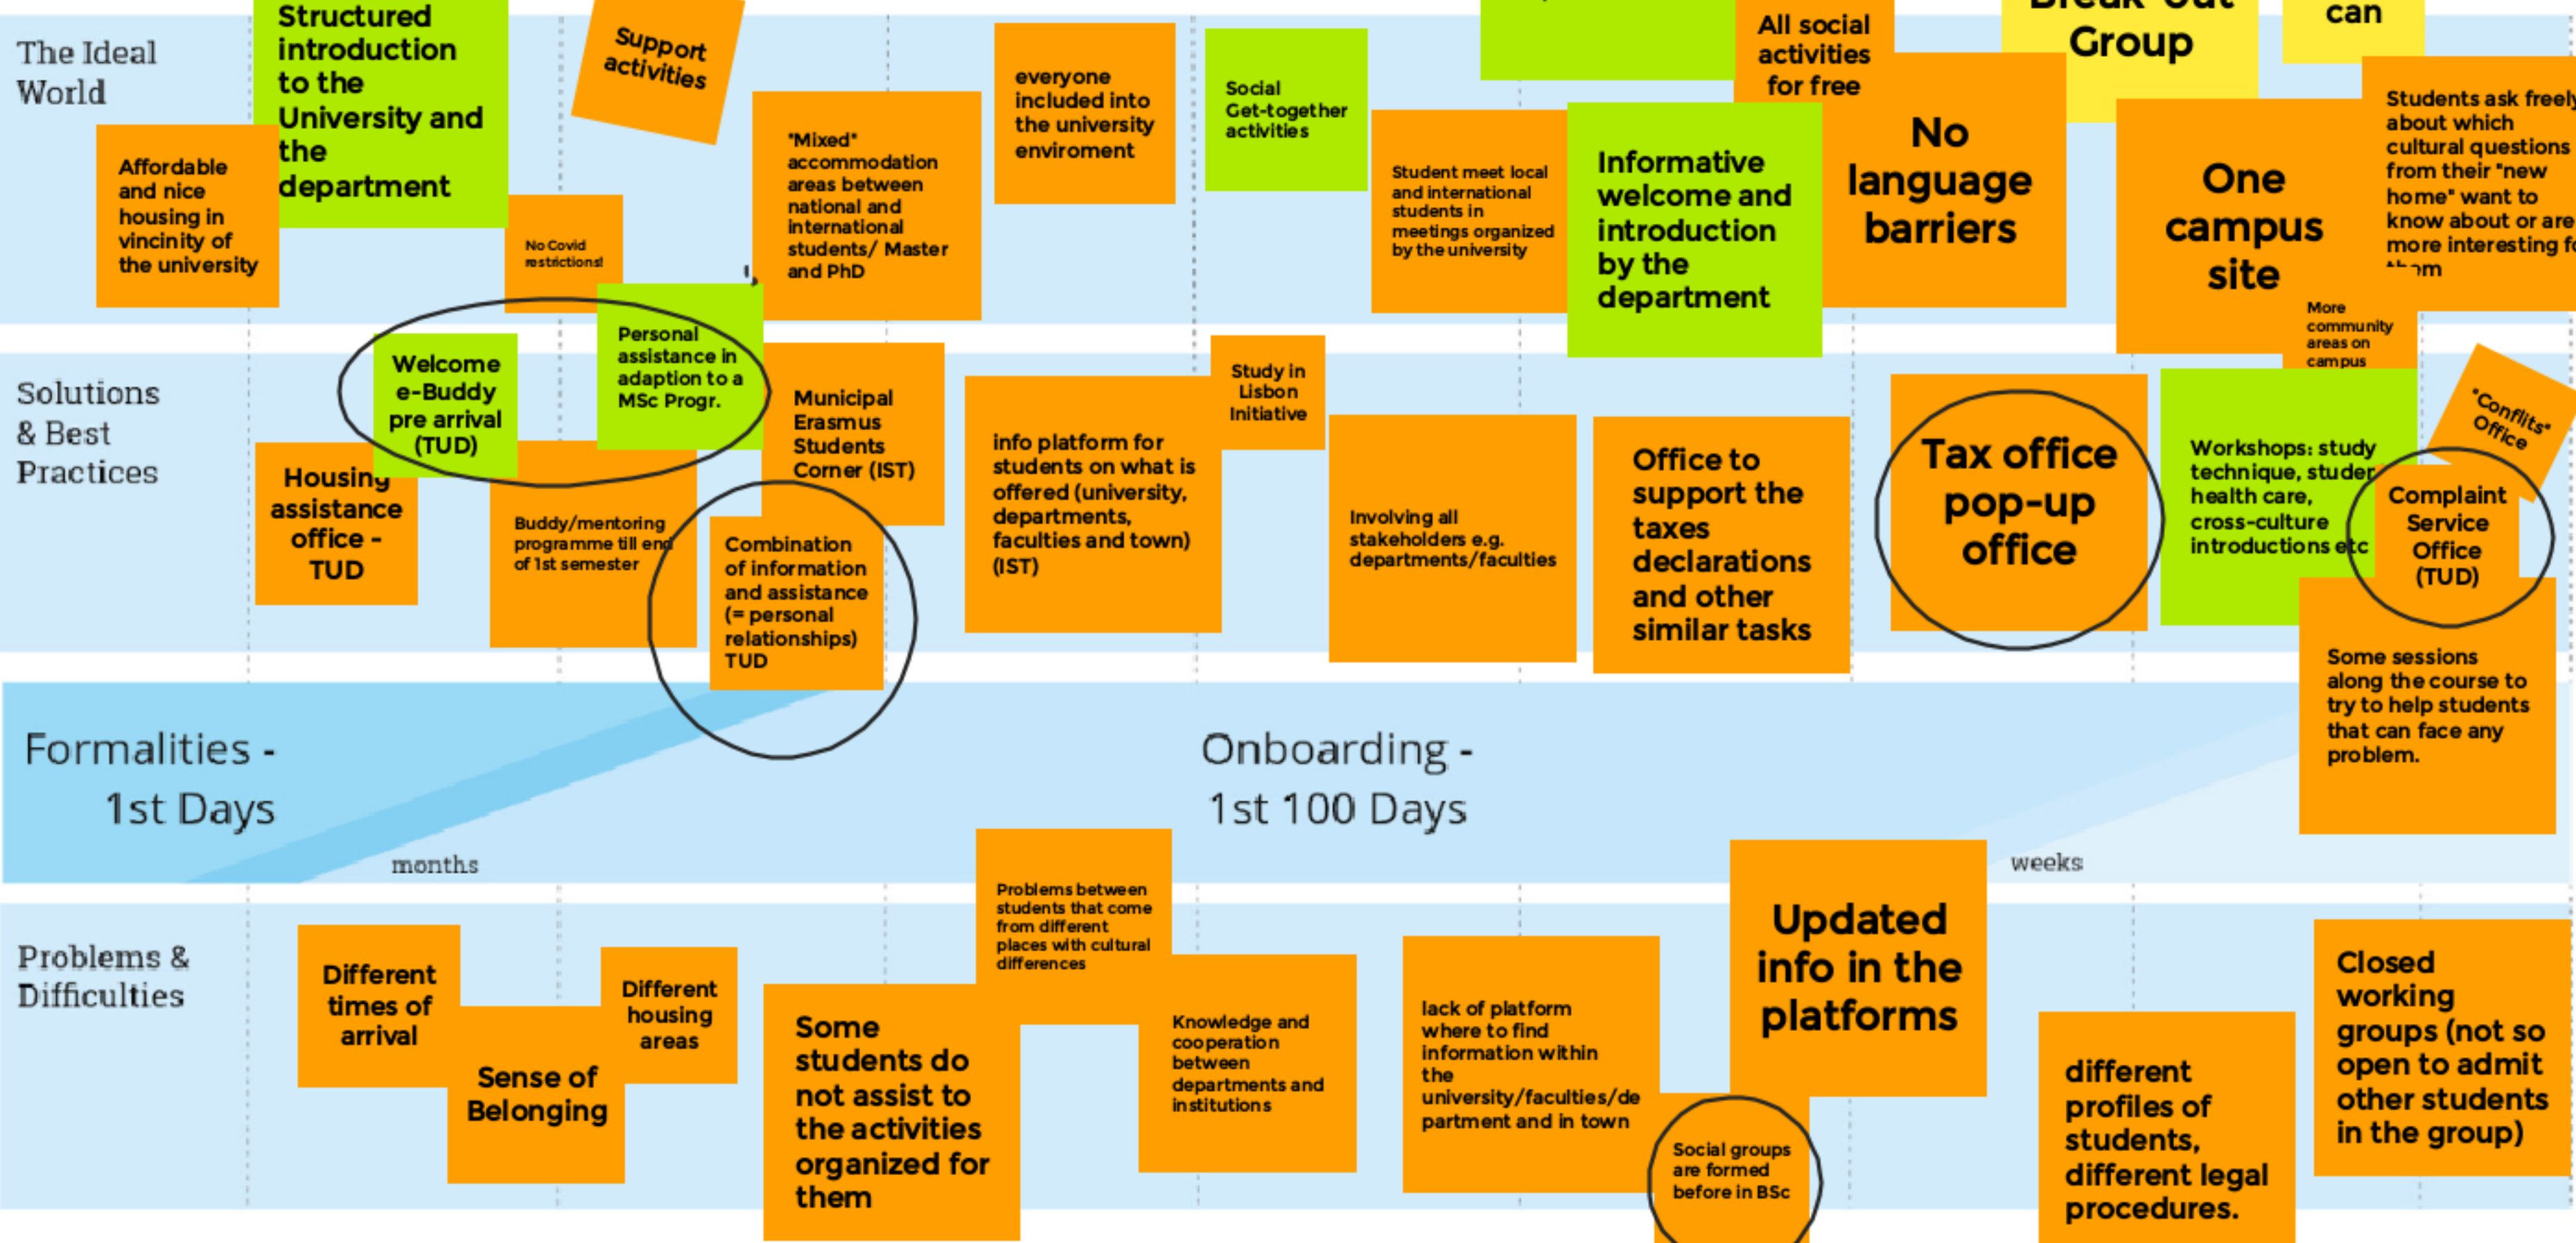 The Ideal
World
Structured
introduction
to the
University and
the
department
Affordable
and nice
housing in
vincinity of
the university
Support
activities
No Covid
restrictions!
"Mixed"
accommodation
areas between
national and
international
students/ Master
and PhD
everyone
included into
the university
enviroment
Social
Get-together
activities
Student meet local
and international
students in
meetings organized
by the university
All social
activities
for free
Informative
welcome and
introduction
by the
department
No
language
barriers
Break-out
Group
can
One
campus
site
Students ask freely
about which
cultural questions
from their "new
home" want to
know about or are
more interesting
them
More
community
areas on
campus
Solutions
& Best
Practices
Welcome
e-Buddy
pre arrival
(TUD)
Personal
assistance in
adaption to a
MSc Progr.
Housing
assistance
office -
TUD
Buddy/mentoring
programme till end
of 1st semester
Municipal
Erasmus
Students
Corner (IST)
Combination
of information
and assistance
(= personal
relationships)
TUD
info platform for
students on what is
offered (university,
departments,
faculties and town)
(IST)
Study in
Lisbon
Initiative
Involving all
stakeholders e.g.
departments/faculties
Office to
support the
taxes
declarations
and other
similar tasks
Tax office
pop-up
office
Workshops: study
technique,
health care,
cross-culture
introductions etc
"Conflits"
Office
Complaint
Service
Office
(TUD)
Some sessions
along the course to
try to help students
that can face any
problem.
Formalities -
1st Days
months
Onboarding -
1st 100 Days
weeks
Problems &
Difficulties
Different
times of
arrival
Sense of
Belonging
Different
housing
areas
Some
students do
not assist to
the activities
organized for
them
Problems between
students that come
from different
places with cultural
differences
Knowledge and
cooperation
between
departments and
institutions
lack of platform
where to find
information within
the
university/faculties/de
partment and in town
Social groups
are formed
before in BSc
Updated
info in the
platforms
different
profiles of
students,
different legal
procedures.
Closed
working
groups (not so
open to admit
other students
in the group)